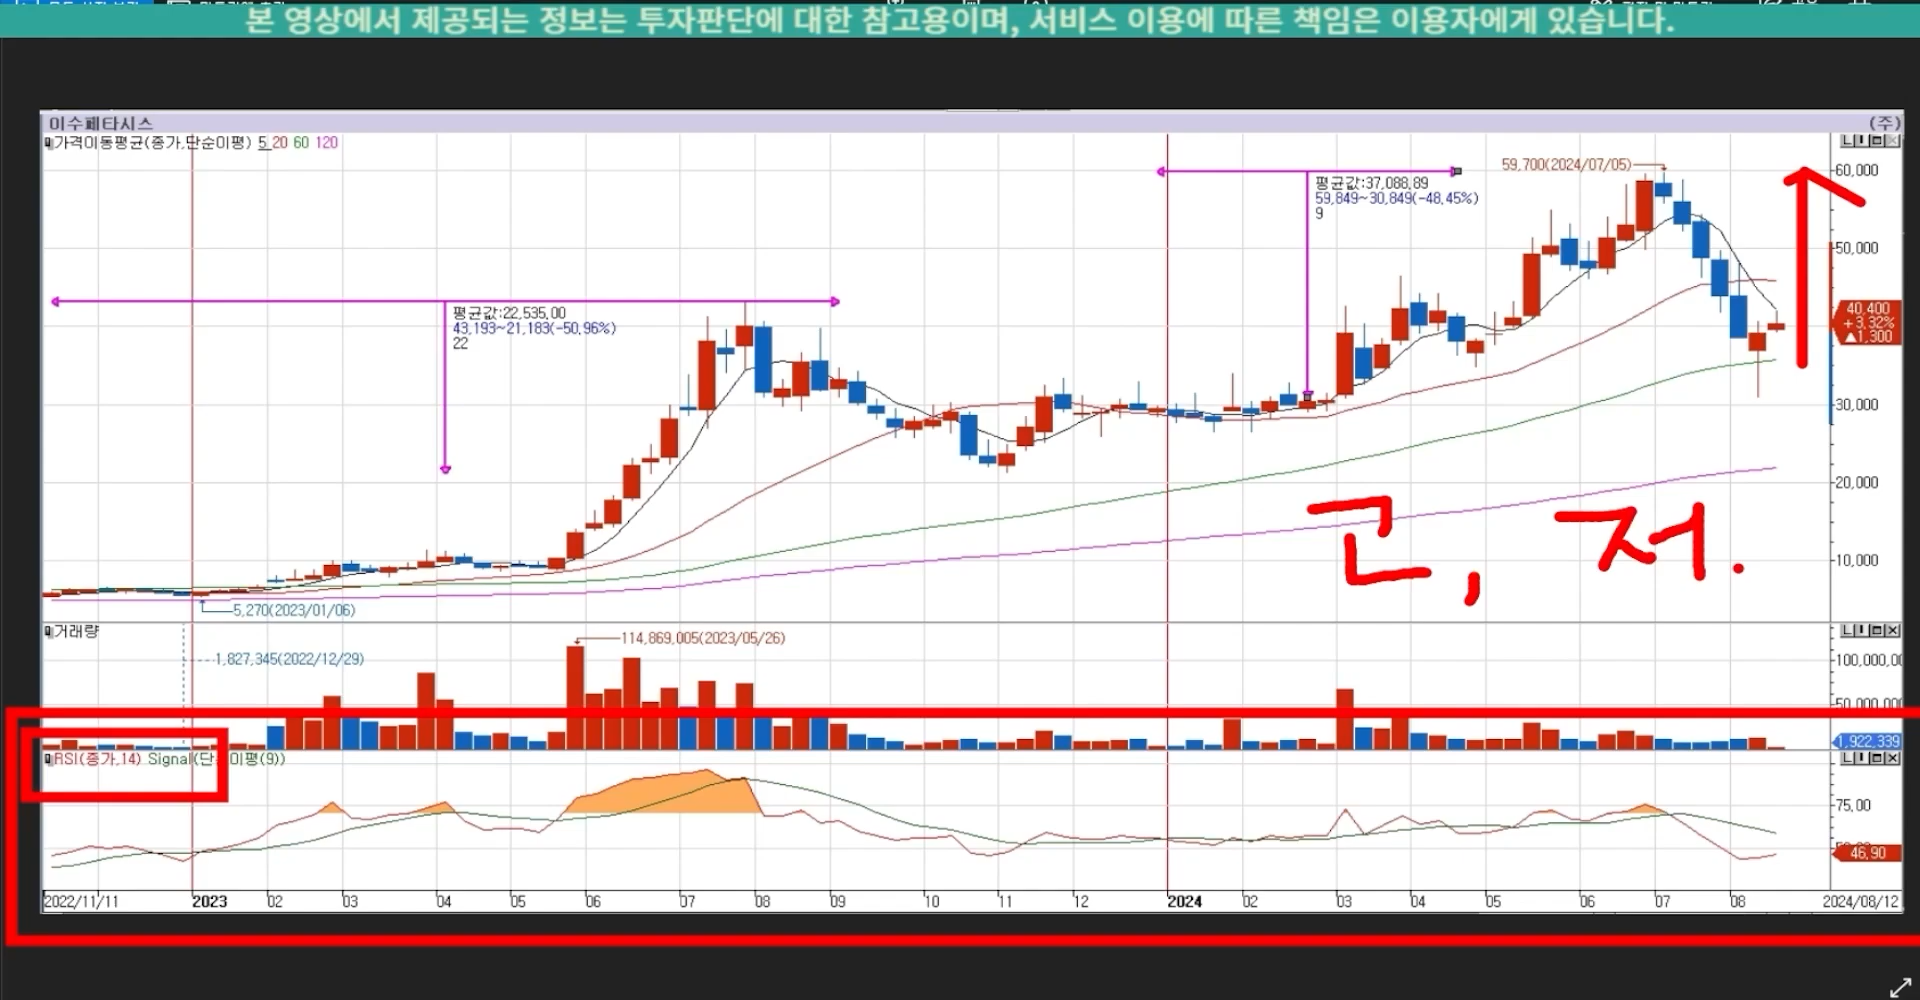 본 영상에서 제공되는 정보는 투자판단에 대한 참고용이며, 서비스 이용에 따른 책임은 이용자에게 있습니다.
이수페타시스 (주)
가격이동평균(종가,단순이평) 5 20 60 120
59,700(2024/07/05)
60,000
평균값:37,088.89
59,849~30,849(-48.45%)
9
50,000
평균값:22,535.00
43,193~21,183(-50.96%)
22
40,400
+3.32%
▲1,300
30,000
20,000
고, 저.
10,000
5,270(2023/01/06)
거래량
114,869,005(2023/05/26)
1,827,345(2022/12/29)
1,922,339
RSI(종가,14) Signal(단순이평(9))
75.00
46.90
2022/11/11 2023 02 03 04 05 06 07 08 09 10 11 12 2024 02 03 04 05 06 07 08 2024/08/12